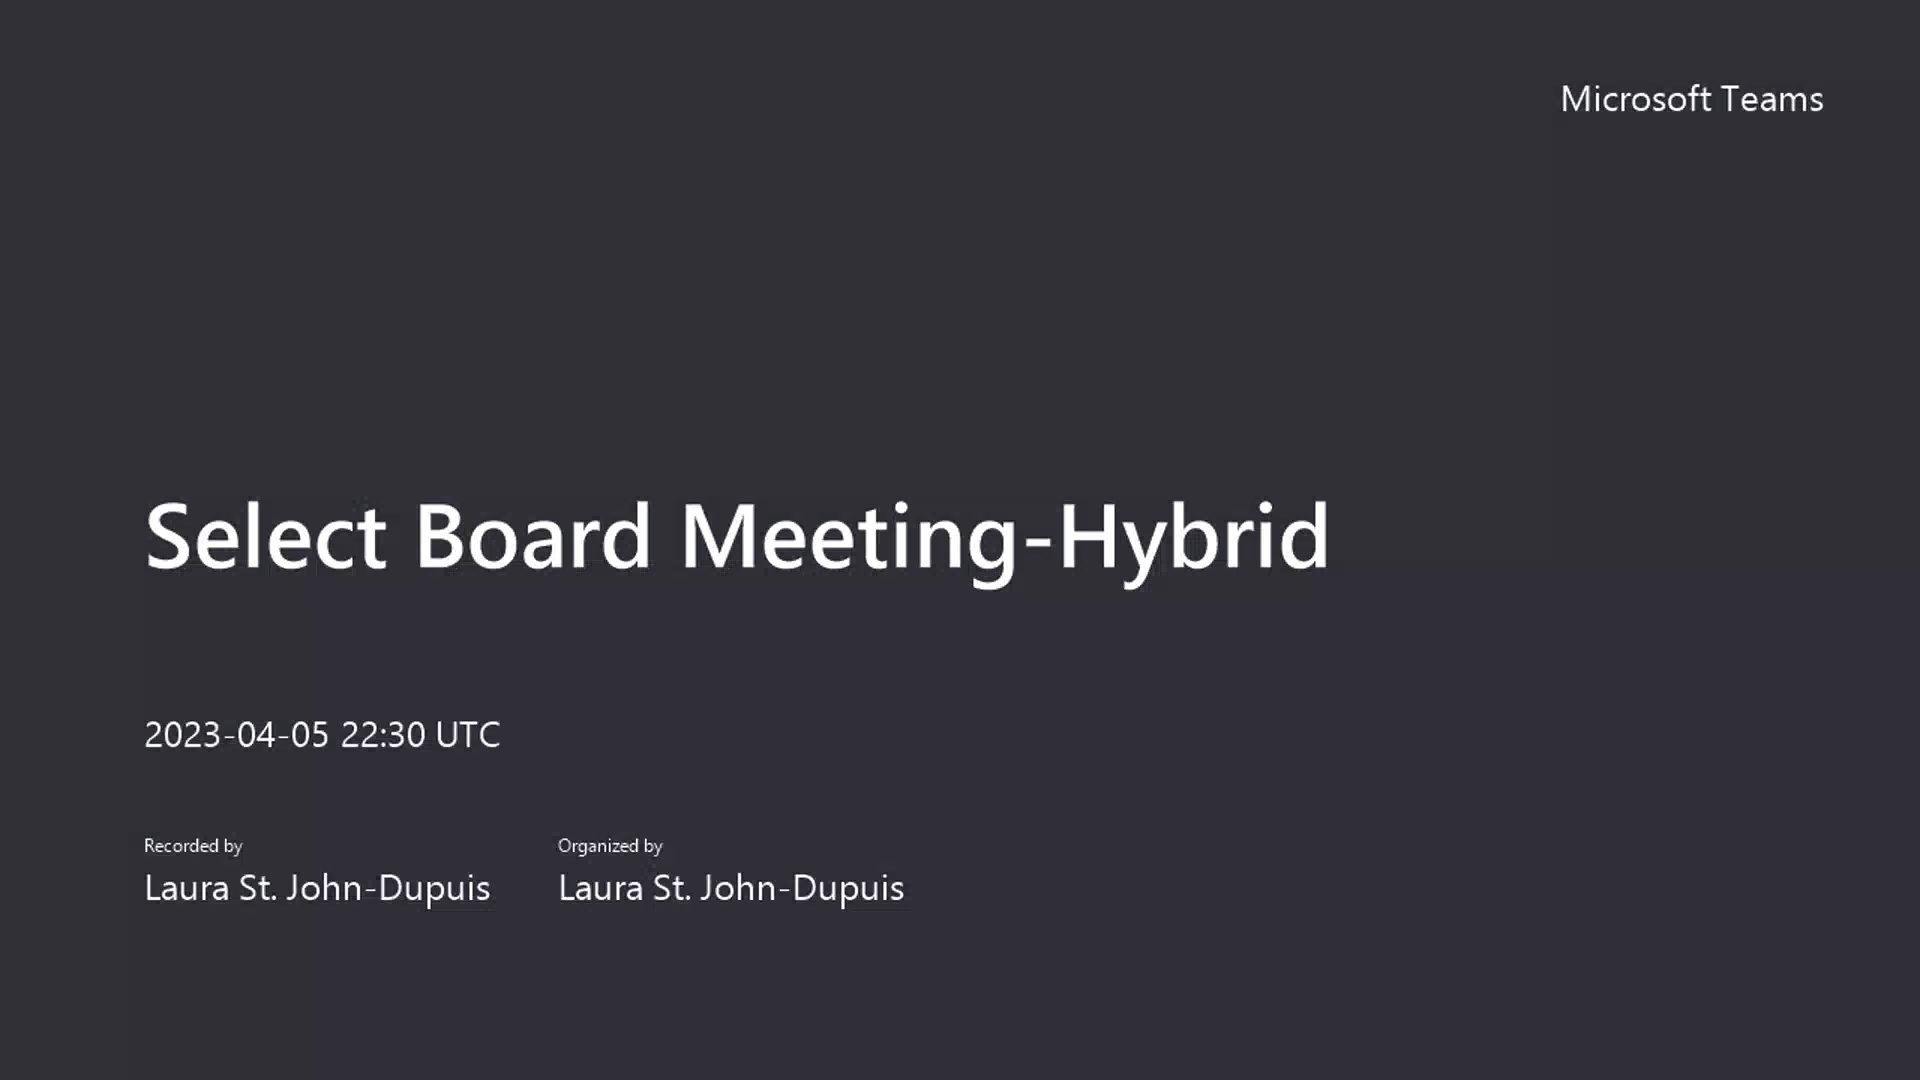 Microsoft Teams
Select Board Meeting-Hybrid
2023-04-05 22:30 UTC
Recorded by
Laura St. John-Dupuis
Organized by
Laura St. John-Dupuis